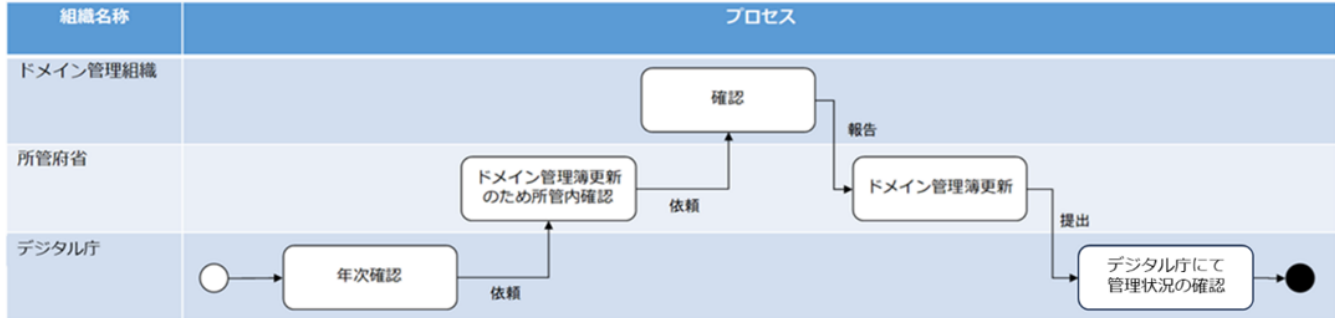 組織名称
プロセス
ドメイン管理組織
確認
報告
所管府省
ドメイン管理簿更新
のため所管内確認
依頼
ドメイン管理簿更新
提出
デジタル庁
年次確認
依頼
デジタル庁にて
管理状況の確認